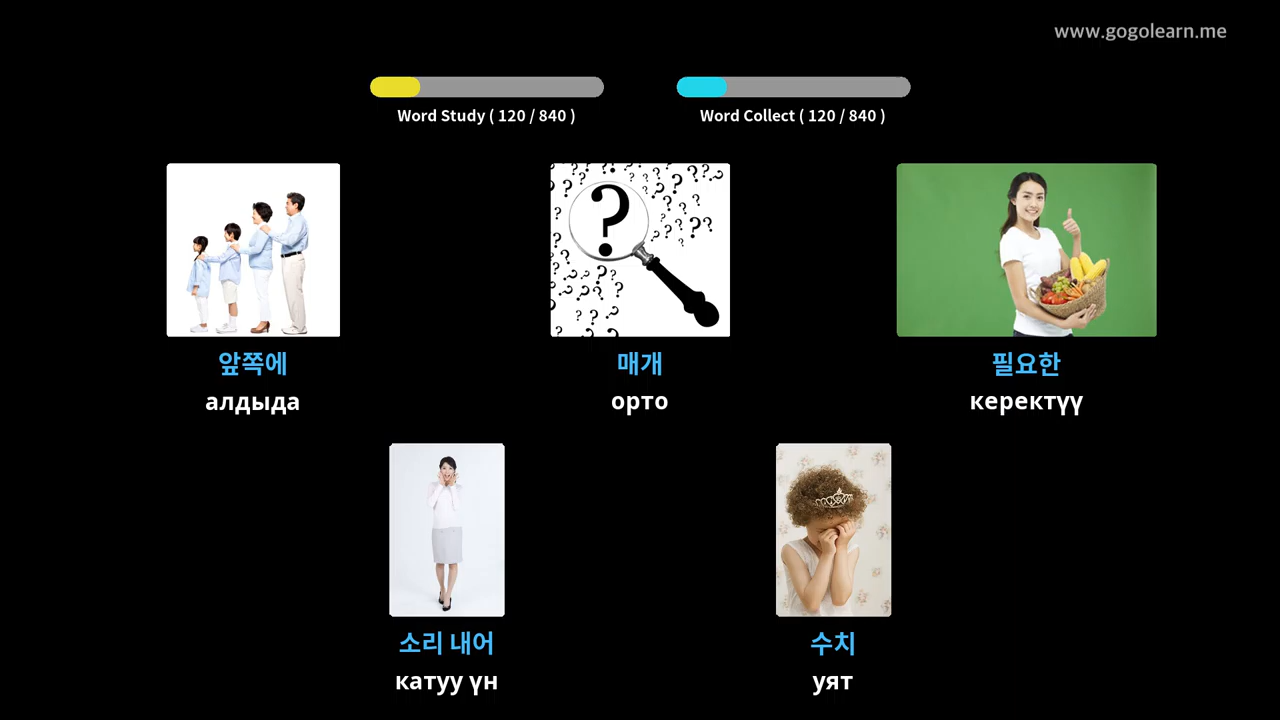 www.gogolearn.me
Word Study ( 120 / 840 )
Word Collect ( 120 / 840 )
앞쪽에
алдыда
매개
орто
필요한
керектүү
소리 내어
катуу үн
수치
уят